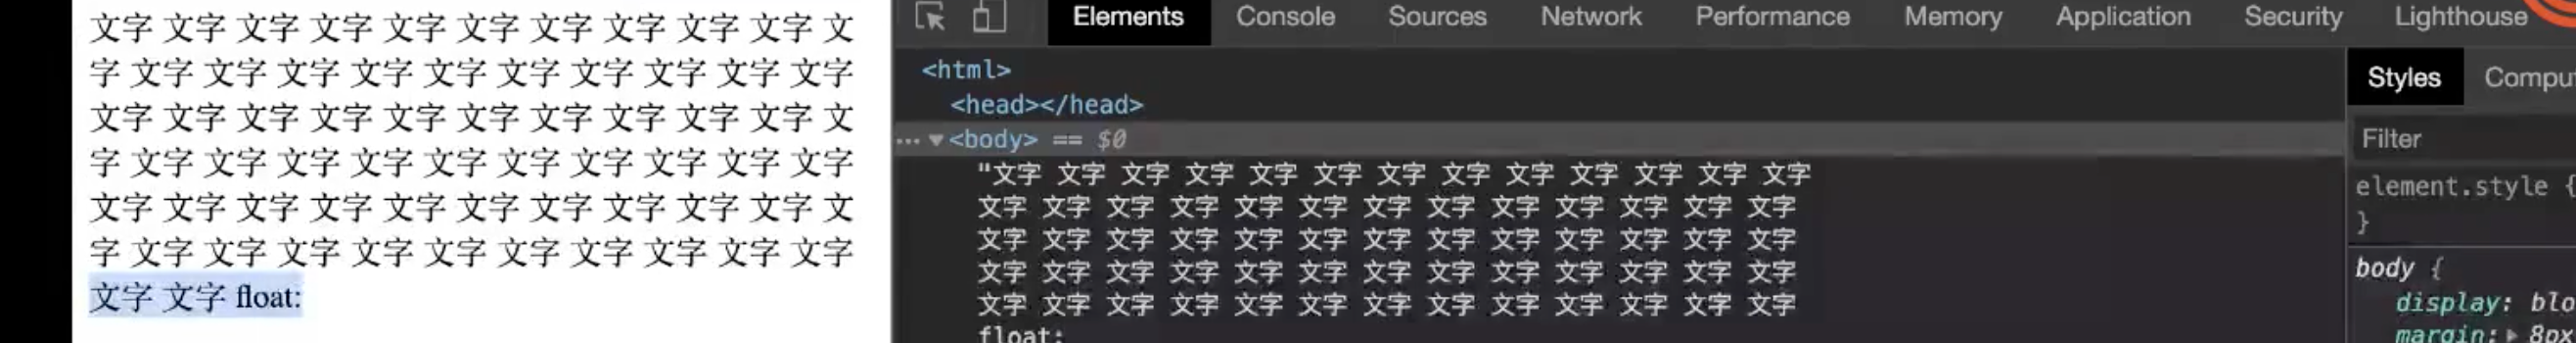 文字 文字 文字 文字 文字 文字 文字 文字 文字 文字 文
字 文字 文字 文字 文字 文字 文字 文字 文字 文字 文字
文字 文字 文字 文字 文字 文字 文字 文字 文字 文字 文
字 文字 文字 文字 文字 文字 文字 文字 文字 文字 文字
文字 文字 文字 文字 文字 文字 文字 文字 文字 文字 文
字 文字 文字 文字 文字 文字 文字 文字 文字 文字 文字
文字 文字 float:
Elements Console Sources Network Performance Memory Application Security Lighthouse
<html>
<head></head>
… ▼<body> == $0
"文字 文字 文字 文字 文字 文字 文字 文字 文字 文字 文字 文字 文字
文字 文字 文字 文字 文字 文字 文字 文字 文字 文字 文字 文字 文字
文字 文字 文字 文字 文字 文字 文字 文字 文字 文字 文字 文字 文字
文字 文字 文字 文字 文字 文字 文字 文字 文字 文字 文字 文字 文字
文字 文字 文字 文字 文字 文字 文字 文字 文字 文字 文字 文字 文字
float:
Styles Compu
Filter
element.style {
}
body {
display: blo
margin:▶ 8px